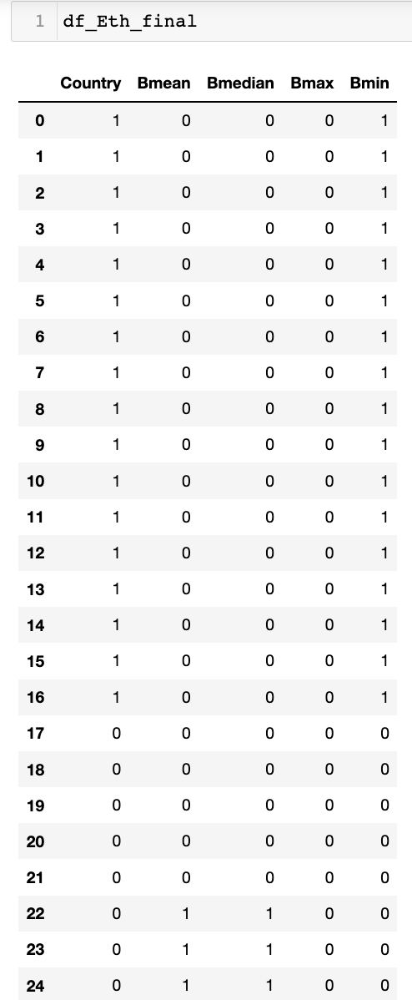 1 df_Eth_final
Country Bmean Bmedian Bmax Bmin
0 1 0 0 0 1
1 1 0 0 0 1
2 1 0 0 0 1
3 1 0 0 0 1
4 1 0 0 0 1
5 1 0 0 0 1
6 1 0 0 0 1
7 1 0 0 0 1
8 1 0 0 0 1
9 1 0 0 0 1
10 1 0 0 0 1
11 1 0 0 0 1
12 1 0 0 0 1
13 1 0 0 0 1
14 1 0 0 0 1
15 1 0 0 0 1
16 1 0 0 0 1
17 0 0 0 0 0
18 0 0 0 0 0
19 0 0 0 0 0
20 0 0 0 0 0
21 0 0 0 0 0
22 0 1 1 0 0
23 0 1 1 0 0
24 0 1 1 0 0